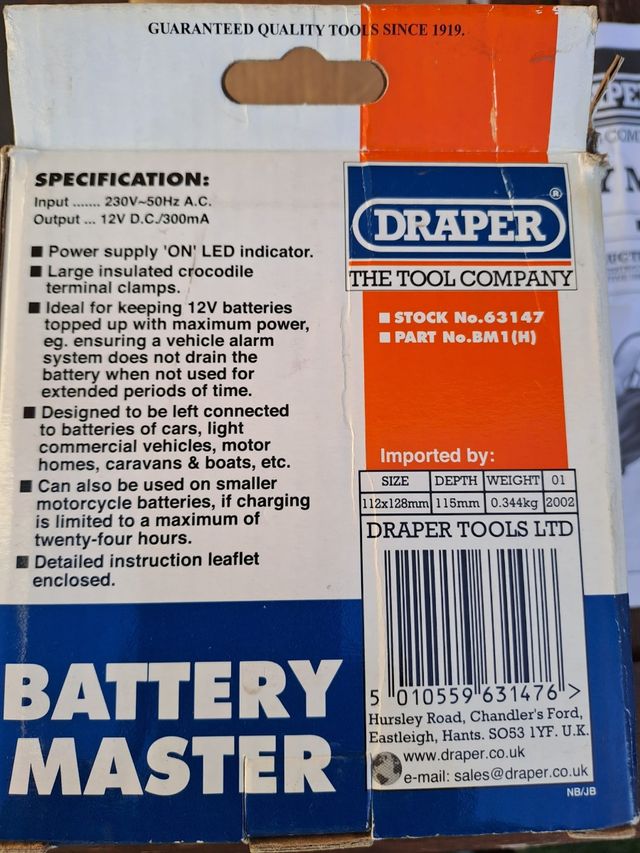 GUARANTEED QUALITY TOOLS SINCE 1919.
SPECIFICATION:
Input ....... 230V~50Hz A.C.
Output ... 12V D.C./300mA
■ Power supply 'ON' LED indicator.
■ Large insulated crocodile
terminal clamps.
■ Ideal for keeping 12V batteries
topped up with maximum power,
eg. ensuring a vehicle alarm
system does not drain the
battery when not used for
extended periods of time.
■ Designed to be left connected
to batteries of cars, light
commercial vehicles, motor
homes, caravans & boats, etc.
■ Can also be used on smaller
motorcycle batteries, if charging
is limited to a maximum of
twenty-four hours.
■ Detailed instruction leaflet
enclosed.
BATTERY
MASTER
DRAPER®
THE TOOL COMPANY
■ STOCK No.63147
■ PART No.BM1(H)
Imported by:
SIZE DEPTH WEIGHT 01
112x128mm 115mm 0.344kg 2002
DRAPER TOOLS LTD
5 010559 631476 >
Hursley Road, Chandler's Ford,
Eastleigh, Hants. SO53 1YF. U.K.
www.draper.co.uk
e-mail: sales@draper.co.uk
NB/JB